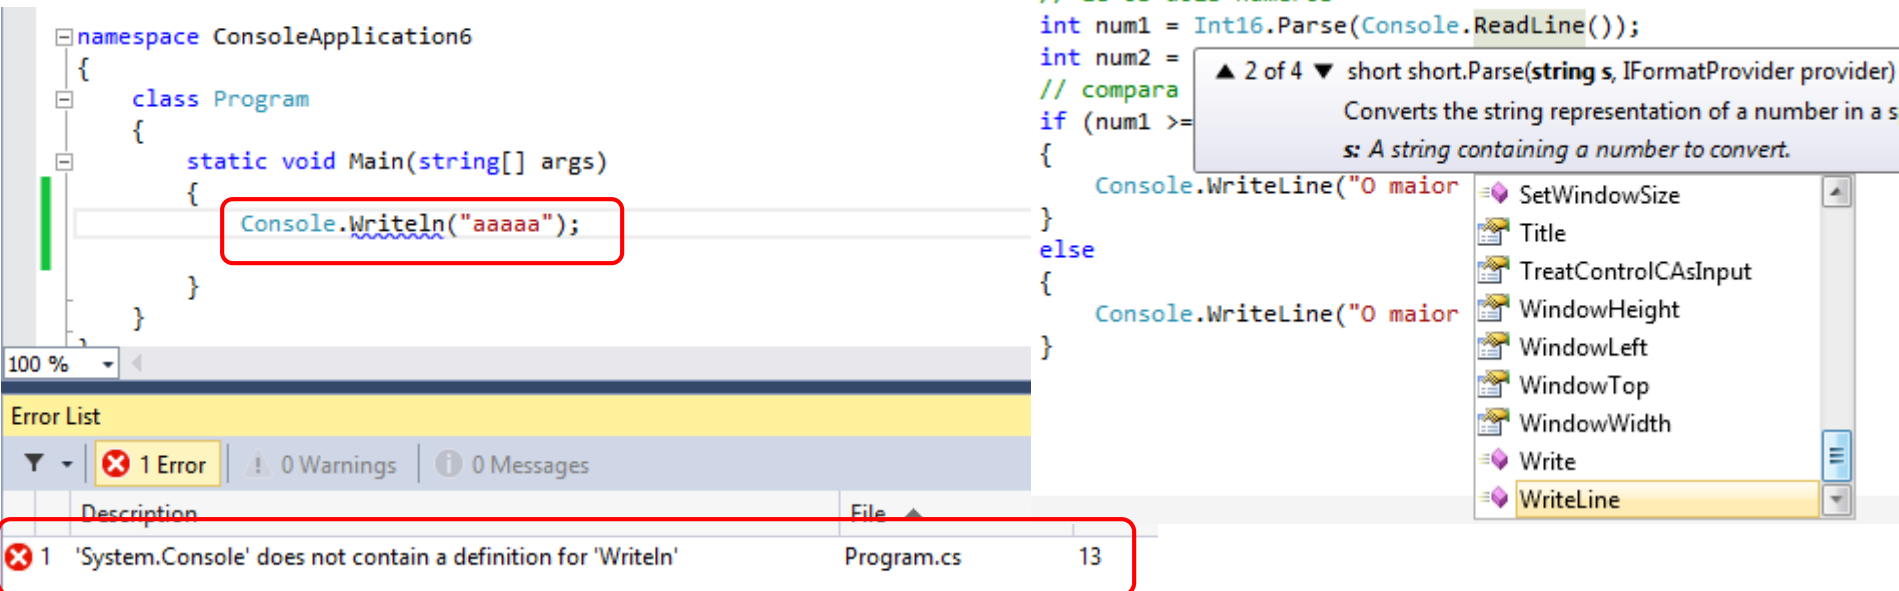 namespace ConsoleApplication6
{
class Program
{
static void Main(string[] args)
{
Console.Writeln("aaaaa");
}
}
100 %
Error List
1 Error
0 Warnings
0 Messages
Description
File
1 'System.Console' does not contain a definition for 'Writeln' Program.cs 13
int num1 = Int16.Parse(Console.ReadLine());
int num2 =
▲ 2 of 4 ▼ short short.Parse(string s, IFormatProvider provider)
Converts the string representation of a number in a s
s: A string containing a number to convert.
// compara
if (num1 >=
{
Console.WriteLine("O maior
}
else
{
Console.WriteLine("O maior
}
SetWindowSize
Title
TreatControlCAsInput
WindowHeight
WindowLeft
WindowTop
WindowWidth
Write
WriteLine